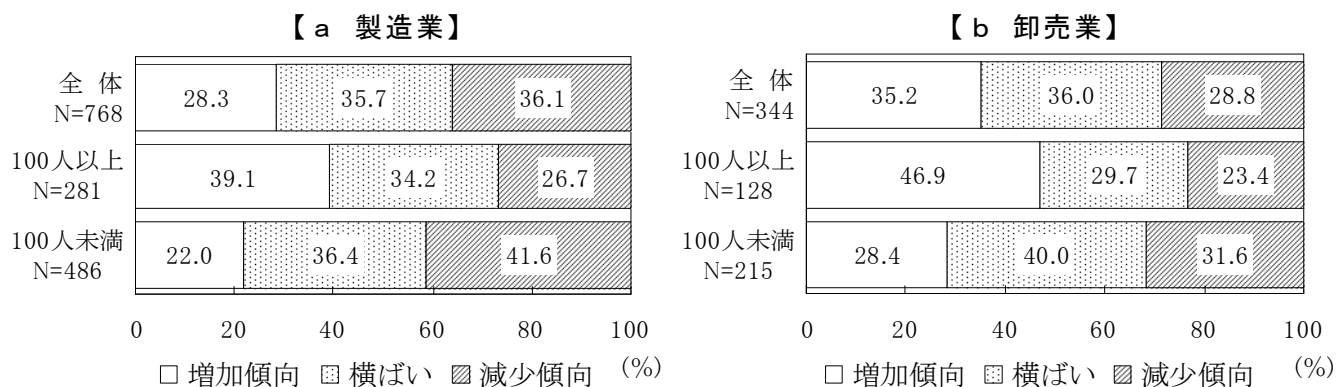 【a 製造業】
全 体
N=768
28.3
35.7
36.1
100人以上
N=281
39.1
34.2
26.7
100人未満
N=486
22.0
36.4
41.6
0 20 40 60 80 100
(%)
□ 増加傾向 横ばい 減少傾向
【b 卸売業】
全 体
N=344
35.2
36.0
28.8
100人以上
N=128
46.9
29.7
23.4
100人未満
N=215
28.4
40.0
31.6
0 20 40 60 80 100
(%)
□ 増加傾向 横ばい 減少傾向